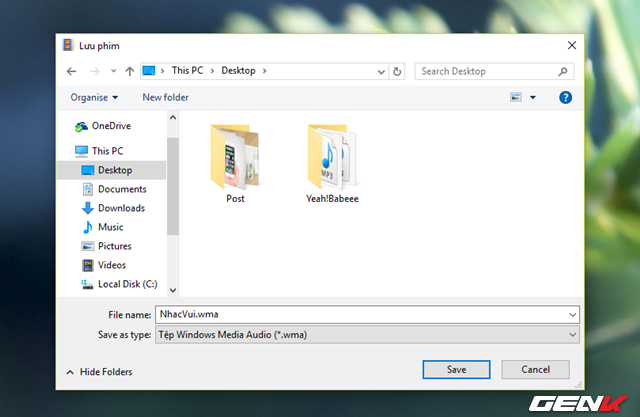 Lưu phim
This PC
Desktop
Search Desktop
Organise
New folder
OneDrive
This PC
Desktop
Documents
Downloads
Music
Pictures
Videos
Local Disk (C:)
MP3
Post
Yeah!Babeee
File name: NhacVui.wma
Save as type: Tệp Windows Media Audio (*.wma)
Hide Folders
Save
Cancel
GENK